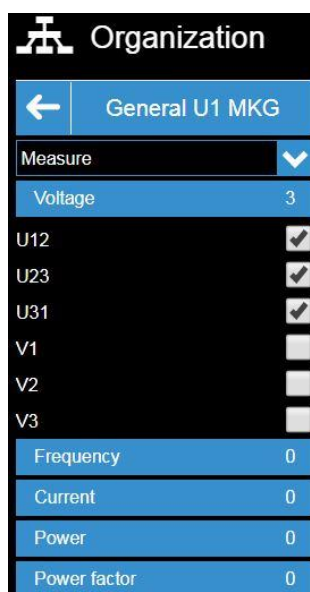 Organization
General U1 MKG
Measure
Voltage 3
U12
U23
U31
V1
V2
V3
Frequency 0
Current 0
Power 0
Power factor 0